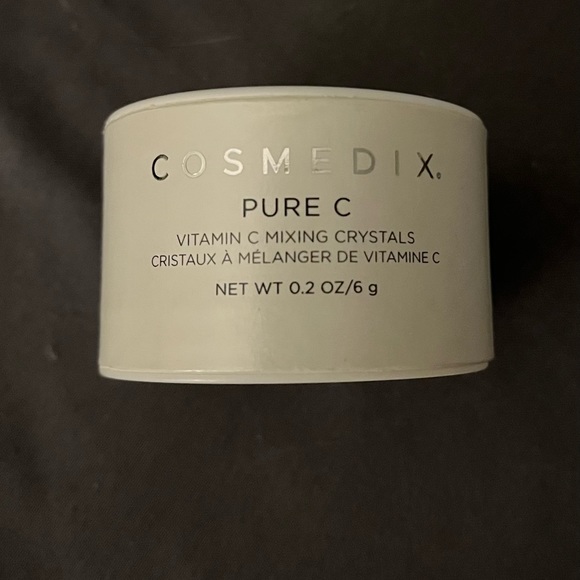 COSMEDIX®
PURE C
VITAMIN C MIXING CRYSTALS
CRISTAUX À MÉLANGER DE VITAMINE C
NET WT 0.2 OZ/6 g